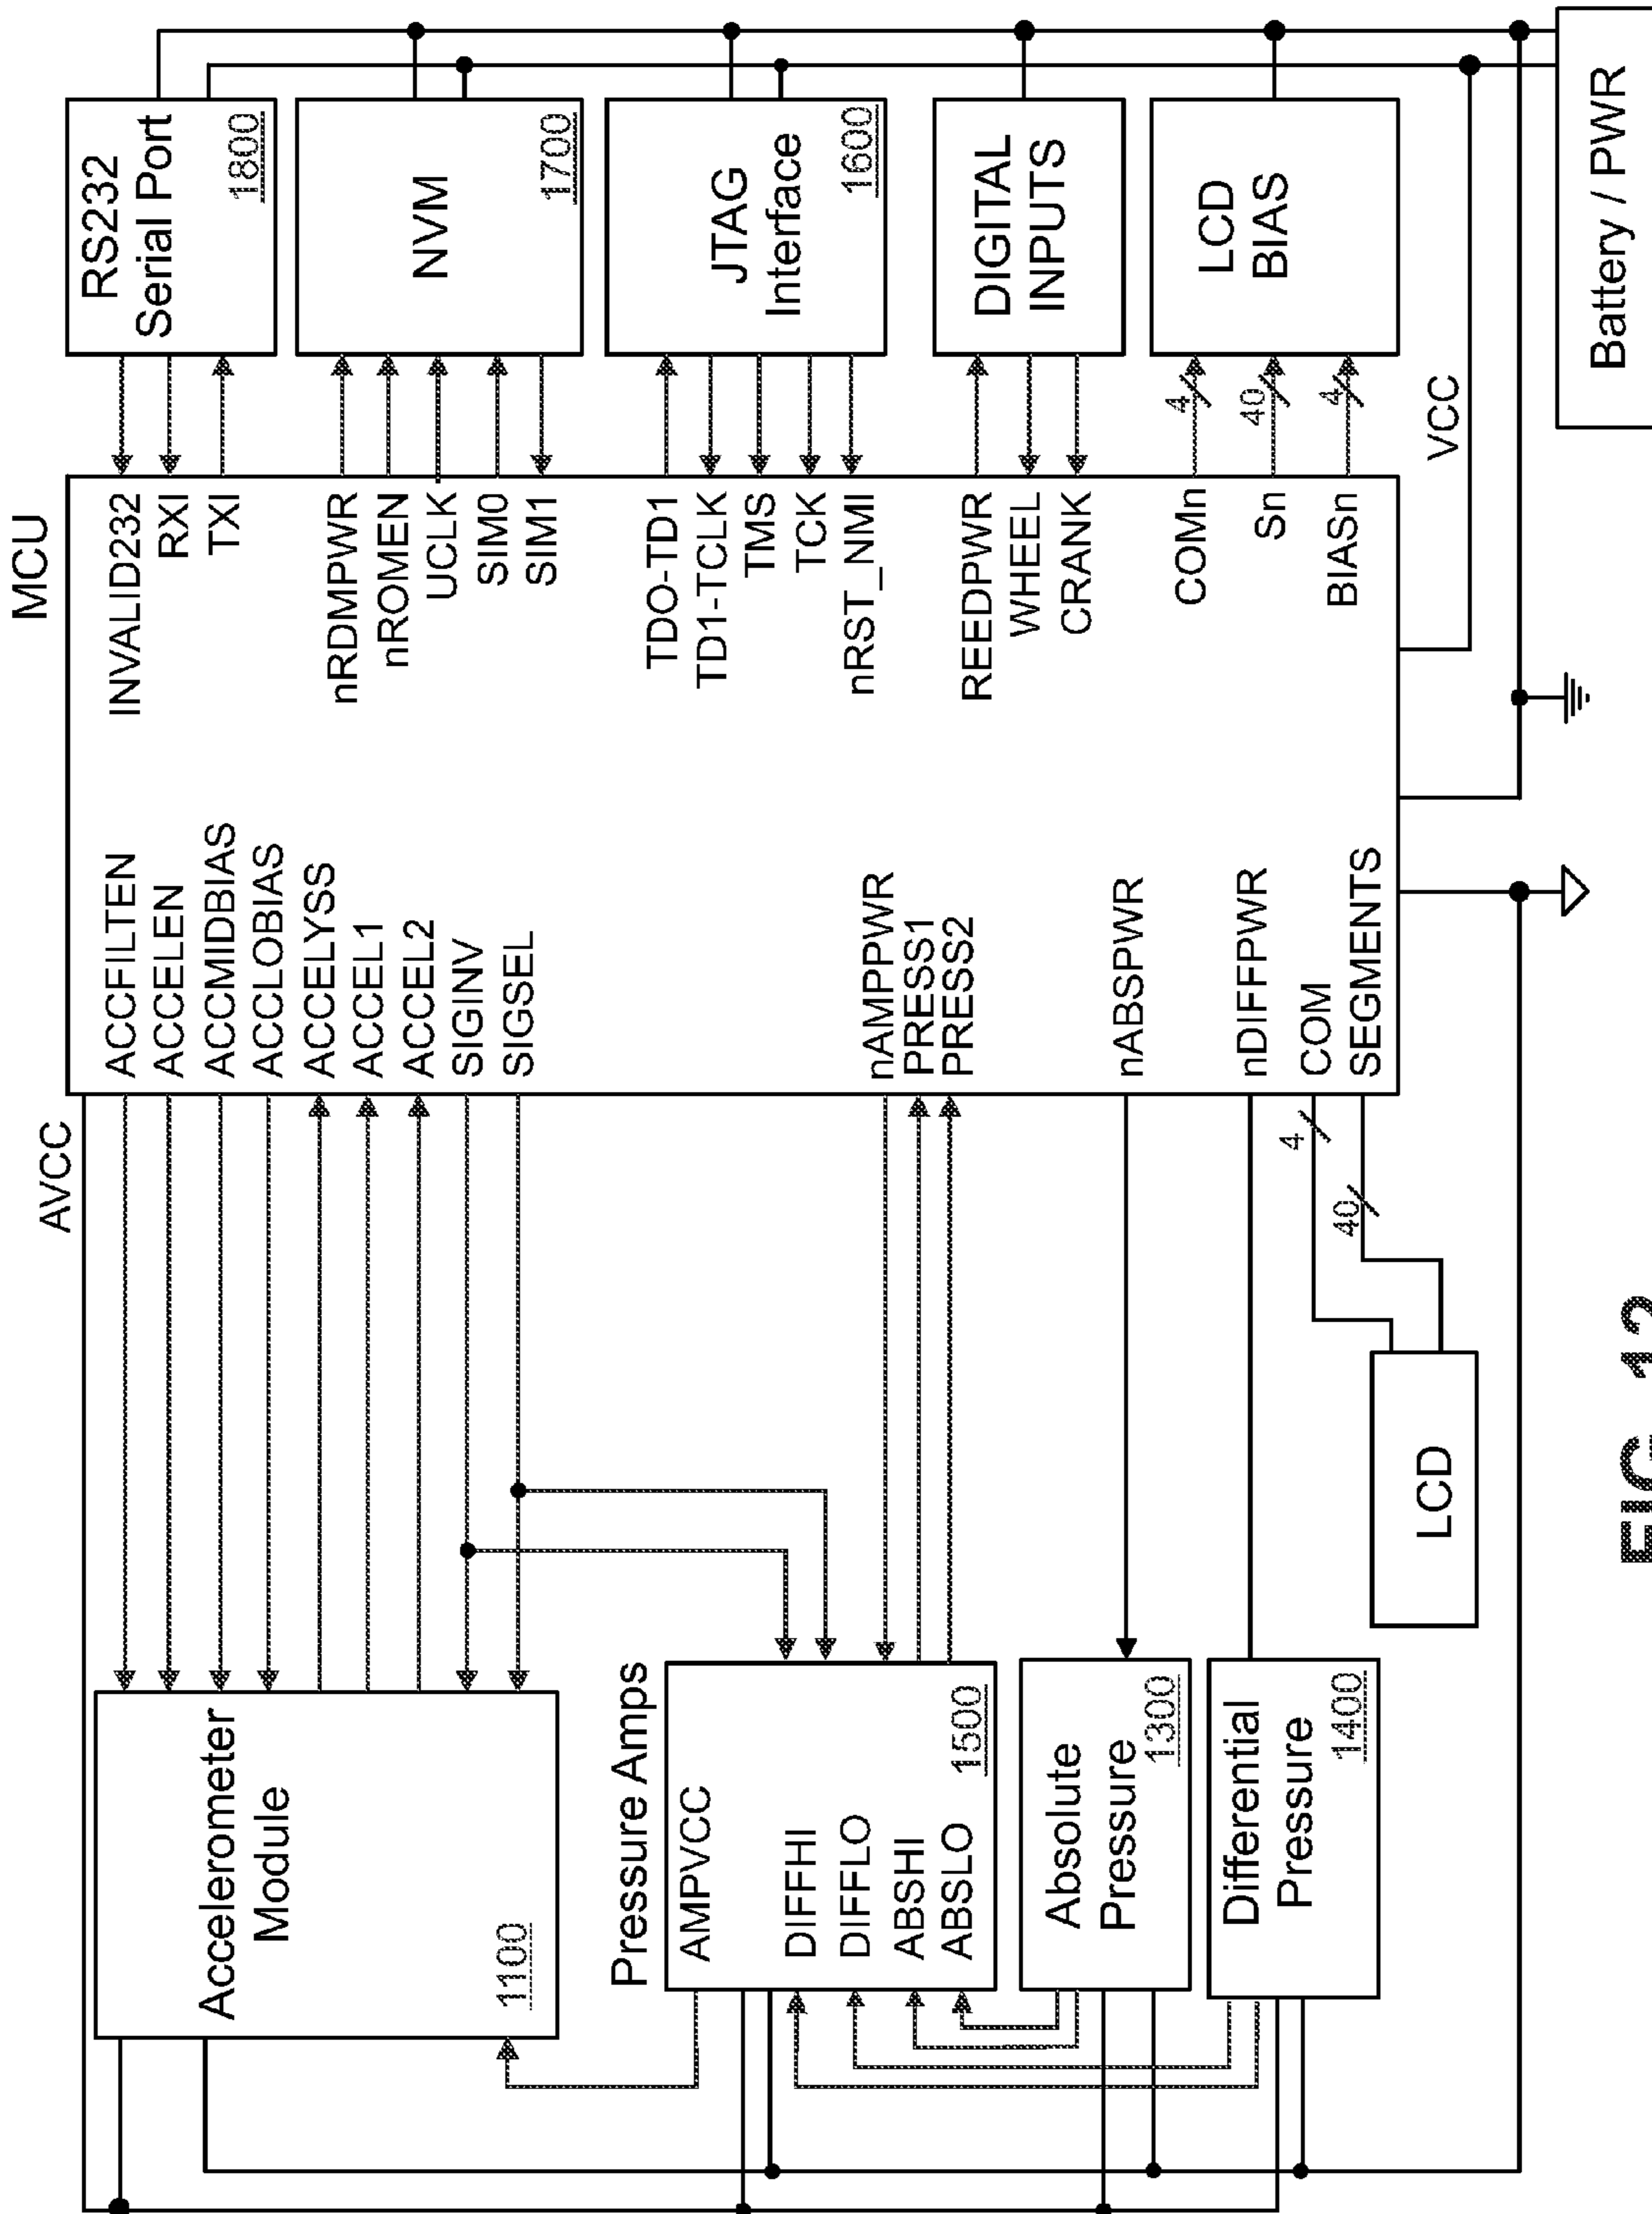 MCU
AVCC
Accelerometer
Module
1100
ACCFILTEN
ACCELEN
ACCMIDBIAS
ACCLOBIAS
ACCELYSS
ACCEL1
ACCEL2
SIGINV
SIGSEL
Pressure Amps
AMPVCC
DIFFHI
DIFFLO
ABSHI
ABSLO
1500
nAMPPWR
PRESS1
PRESS2
Absolute
Pressure
1300
nABSPWR
Differential
Pressure
1400
nDIFFPWR
COM
SEGMENTS
4
40
LCD
INVALID232
RXI
TXI
RS232
Serial Port
1800
nRDMPWR
nROMEN
UCLK
SIM0
SIM1
NVM
1700
TDO-TD1
TD1-TCLK
TMS
TCK
nRST_NMI
JTAG
Interface
1600
REEDPWR
WHEEL
CRANK
DIGITAL
INPUTS
COMn
Sn
BIASn
4
40
4
LCD
BIAS
VCC
Battery / PWR
FIG. 12